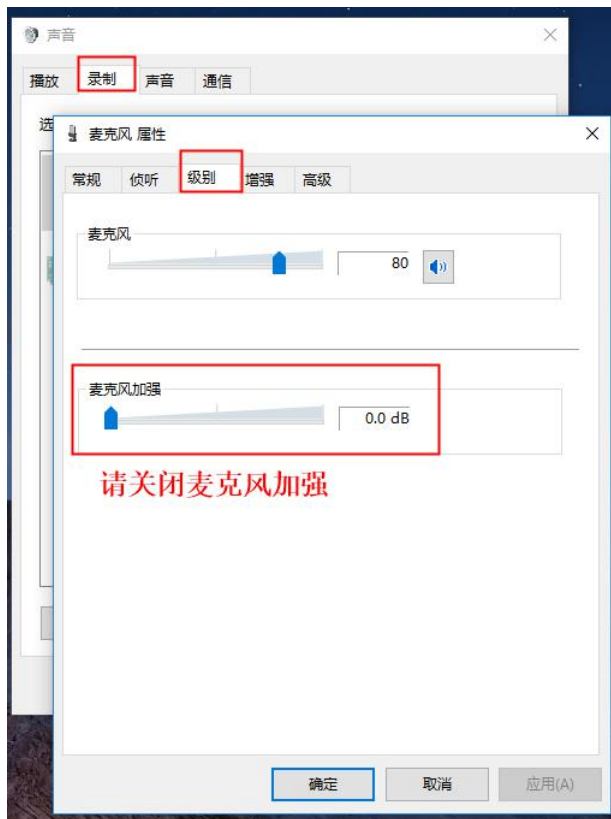 声音
播放 录制 声音 通信
选
麦克风 属性
常规 侦听 级别 增强 高级
麦克风
80
麦克风加强
0.0 dB
请关闭麦克风加强
确定 取消 应用(A)